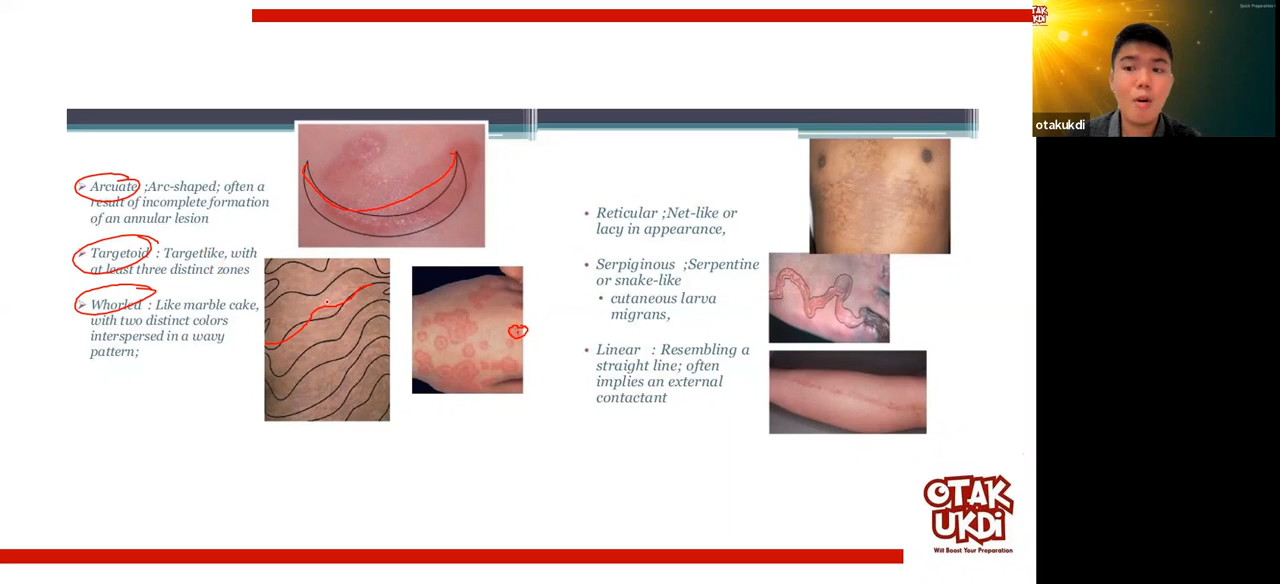 OTAK
UKDi
otakukdi
➢ Arcuate ;Arc-shaped; often a
result of incomplete formation
of an annular lesion
➢ Targetoid : Targetlike, with
at least three distinct zones
➢ Whorled : Like marble cake,
with two distinct colors
interspersed in a wavy
pattern;
• Reticular ;Net-like or
lacy in appearance,
• Serpiginous ;Serpentine
or snake-like
• cutaneous larva
migrans,
• Linear : Resembling a
straight line; often
implies an external
contactant
OTAK
UKDi
Will Boost Your Preparation